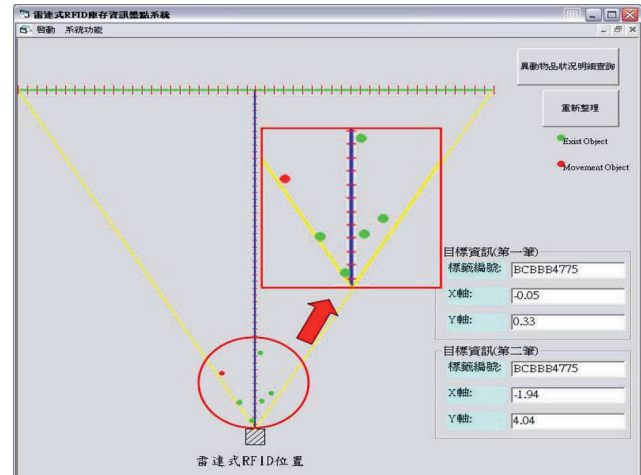 雷達式RFID庫存資訊盤點系統
啓動 系統功能
異動物品狀況明細查詢
重新整理
Exist Object
Movement Object
目標資訊(第一筆)
標籤編號: BCBBB4775
X軸: -0.05
Y軸: 0.33
目標資訊(第二筆)
標籤編號: BCBBB4775
X軸: -1.94
Y軸: 4.04
雷達式RFID位置